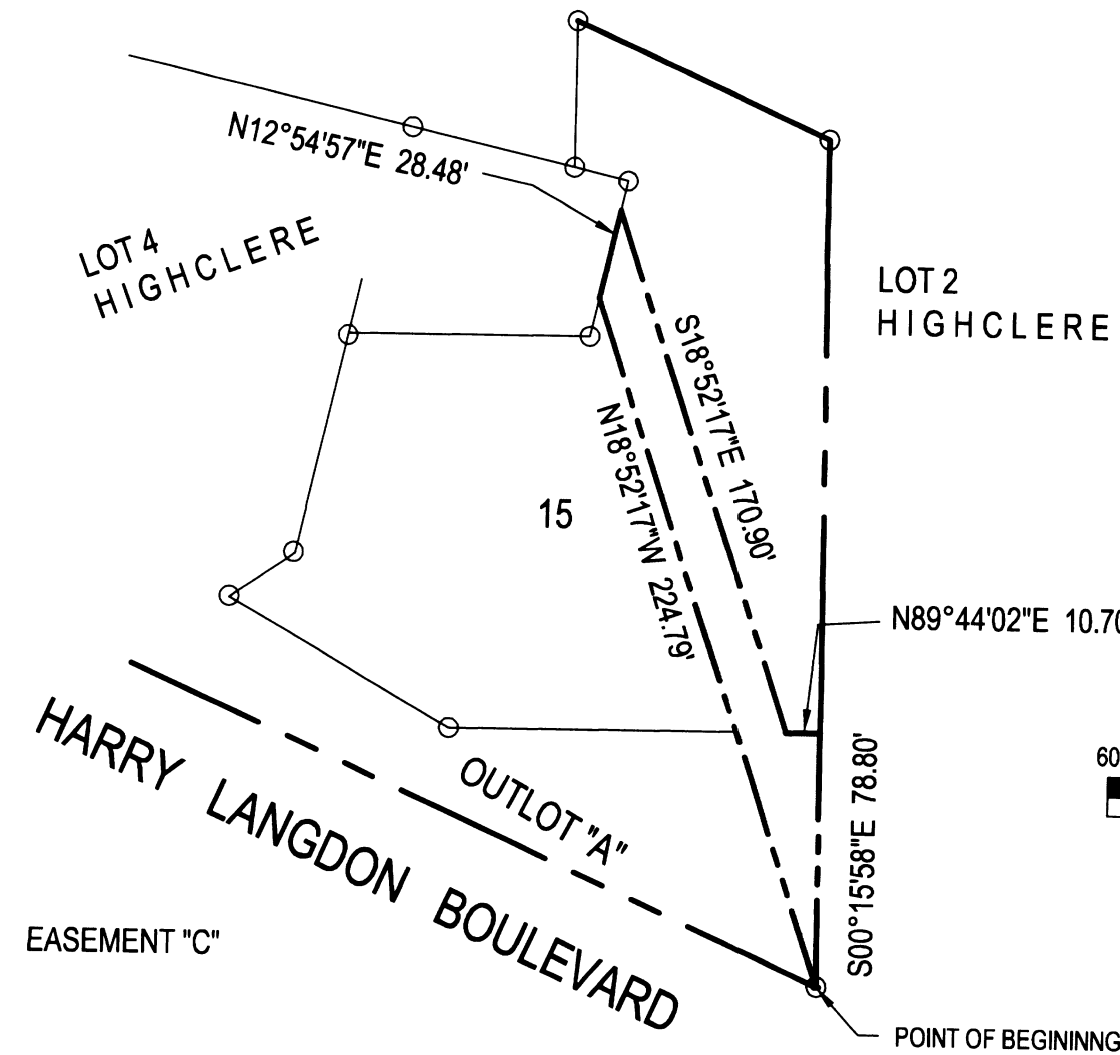 N12°54'57"E 28.48'
LOT 4
HIGHCLERE
LOT 2
HIGHCLERE
S18°52'17"E 170.90'
N18°52'17"W 224.79'
15
N89°44'02"E 10.70
60
S00°15'58"E 78.80'
OUTLOT "A"
HARRY LANGDON BOULEVARD
EASEMENT "C"
POINT OF BEGININNG